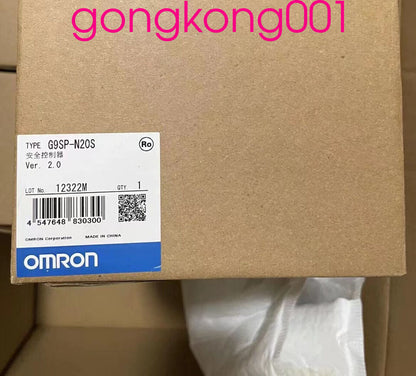 gongkong001
TYPE G9SP-N20S
安全控制器
Ver. 2.0
Ro
LOT No. 12322M QTY 1
4 547648 830300
OMRON Corporation MADE IN CHINA
OMRON